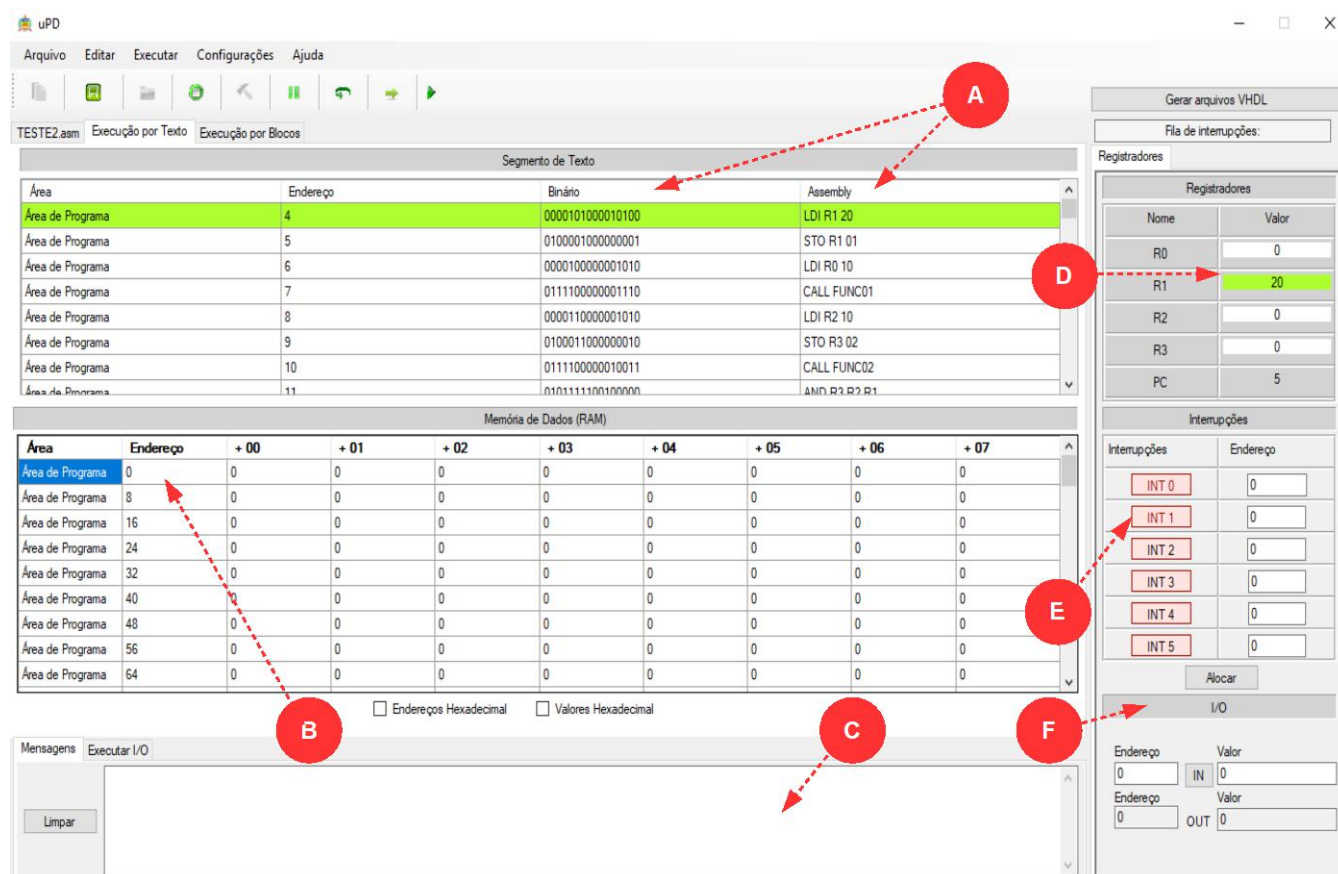 uPD
Arquivo Editar Executar Configurações Ajuda
A
Gerar arquivos VHDL
Fila de interrupções:
TESTE2.asm Execução por Texto Execução por Blocos
Segmento de Texto
Área Endereço Binário Assembly
Área de Programa 4 0000101000010100 LDI R1 20
Área de Programa 5 0100001000000001 STO R1 01
Área de Programa 6 0000100000001010 LDI R0 10
Área de Programa 7 0111100000001110 CALL FUNC01
Área de Programa 8 0000110000001010 LDI R2 10
Área de Programa 9 0100011000000010 STO R3 02
Área de Programa 10 0111100000010011 CALL FUNC02
Área de Programa 11 0101111100100000 AND R3 R2 R1
Memória de Dados (RAM)
Área Endereço + 00 + 01 + 02 + 03 + 04 + 05 + 06 + 07
Área de Programa 0 0 0 0 0 0 0 0 0
Área de Programa 8 0 0 0 0 0 0 0 0
Área de Programa 16 0 0 0 0 0 0 0 0
Área de Programa 24 0 0 0 0 0 0 0 0
Área de Programa 32 0 0 0 0 0 0 0 0
Área de Programa 40 0 0 0 0 0 0 0 0
Área de Programa 48 0 0 0 0 0 0 0 0
Área de Programa 56 0 0 0 0 0 0 0 0
Área de Programa 64 0 0 0 0 0 0 0 0
Endereços Hexadecimal Valores Hexadecimal
B
C
Mensagens Executar I/O
Limpar
Registradores
Registradores
Nome Valor
R0 0
D
R1 20
R2 0
R3 0
PC 5
Interrupções
Interrupções Endereço
INT 0 0
INT 1 0
INT 2 0
INT 3 0
E
INT 4 0
INT 5 0
Alocar
F
I/O
Endereço Valor
0 IN 0
Endereço Valor
0 OUT 0